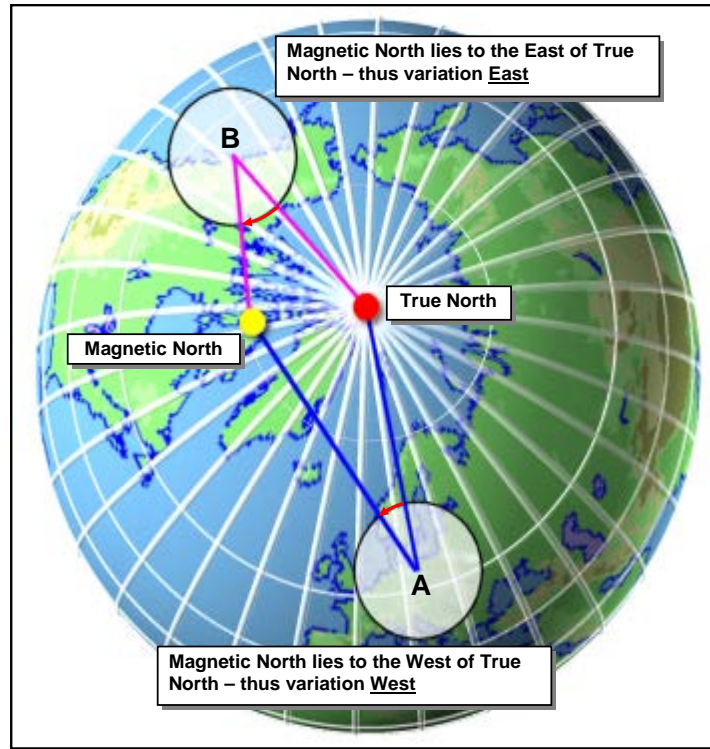 Magnetic North lies to the East of True
North – thus variation East
B
True North
Magnetic North
A
Magnetic North lies to the West of True
North – thus variation West